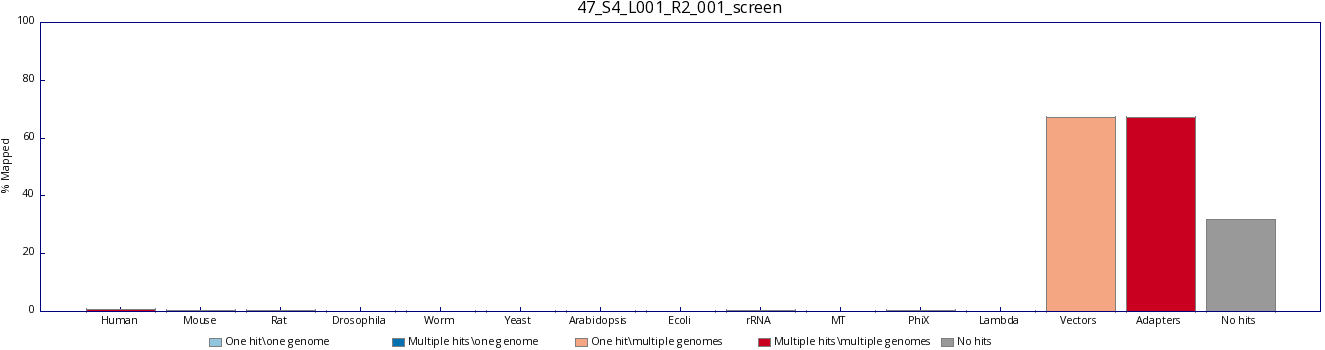 47_S4_L001_R2_001_screen
100
80
60
40
20
0
% Mapped
Human Mouse Rat Drosophila Worm Yeast Arabidopsis Ecoli rRNA MT PhiX Lambda Vectors Adapters No hits
One hit\one genome Multiple hits\one genome One hit\multiple genomes Multiple hits\multiple genomes No hits